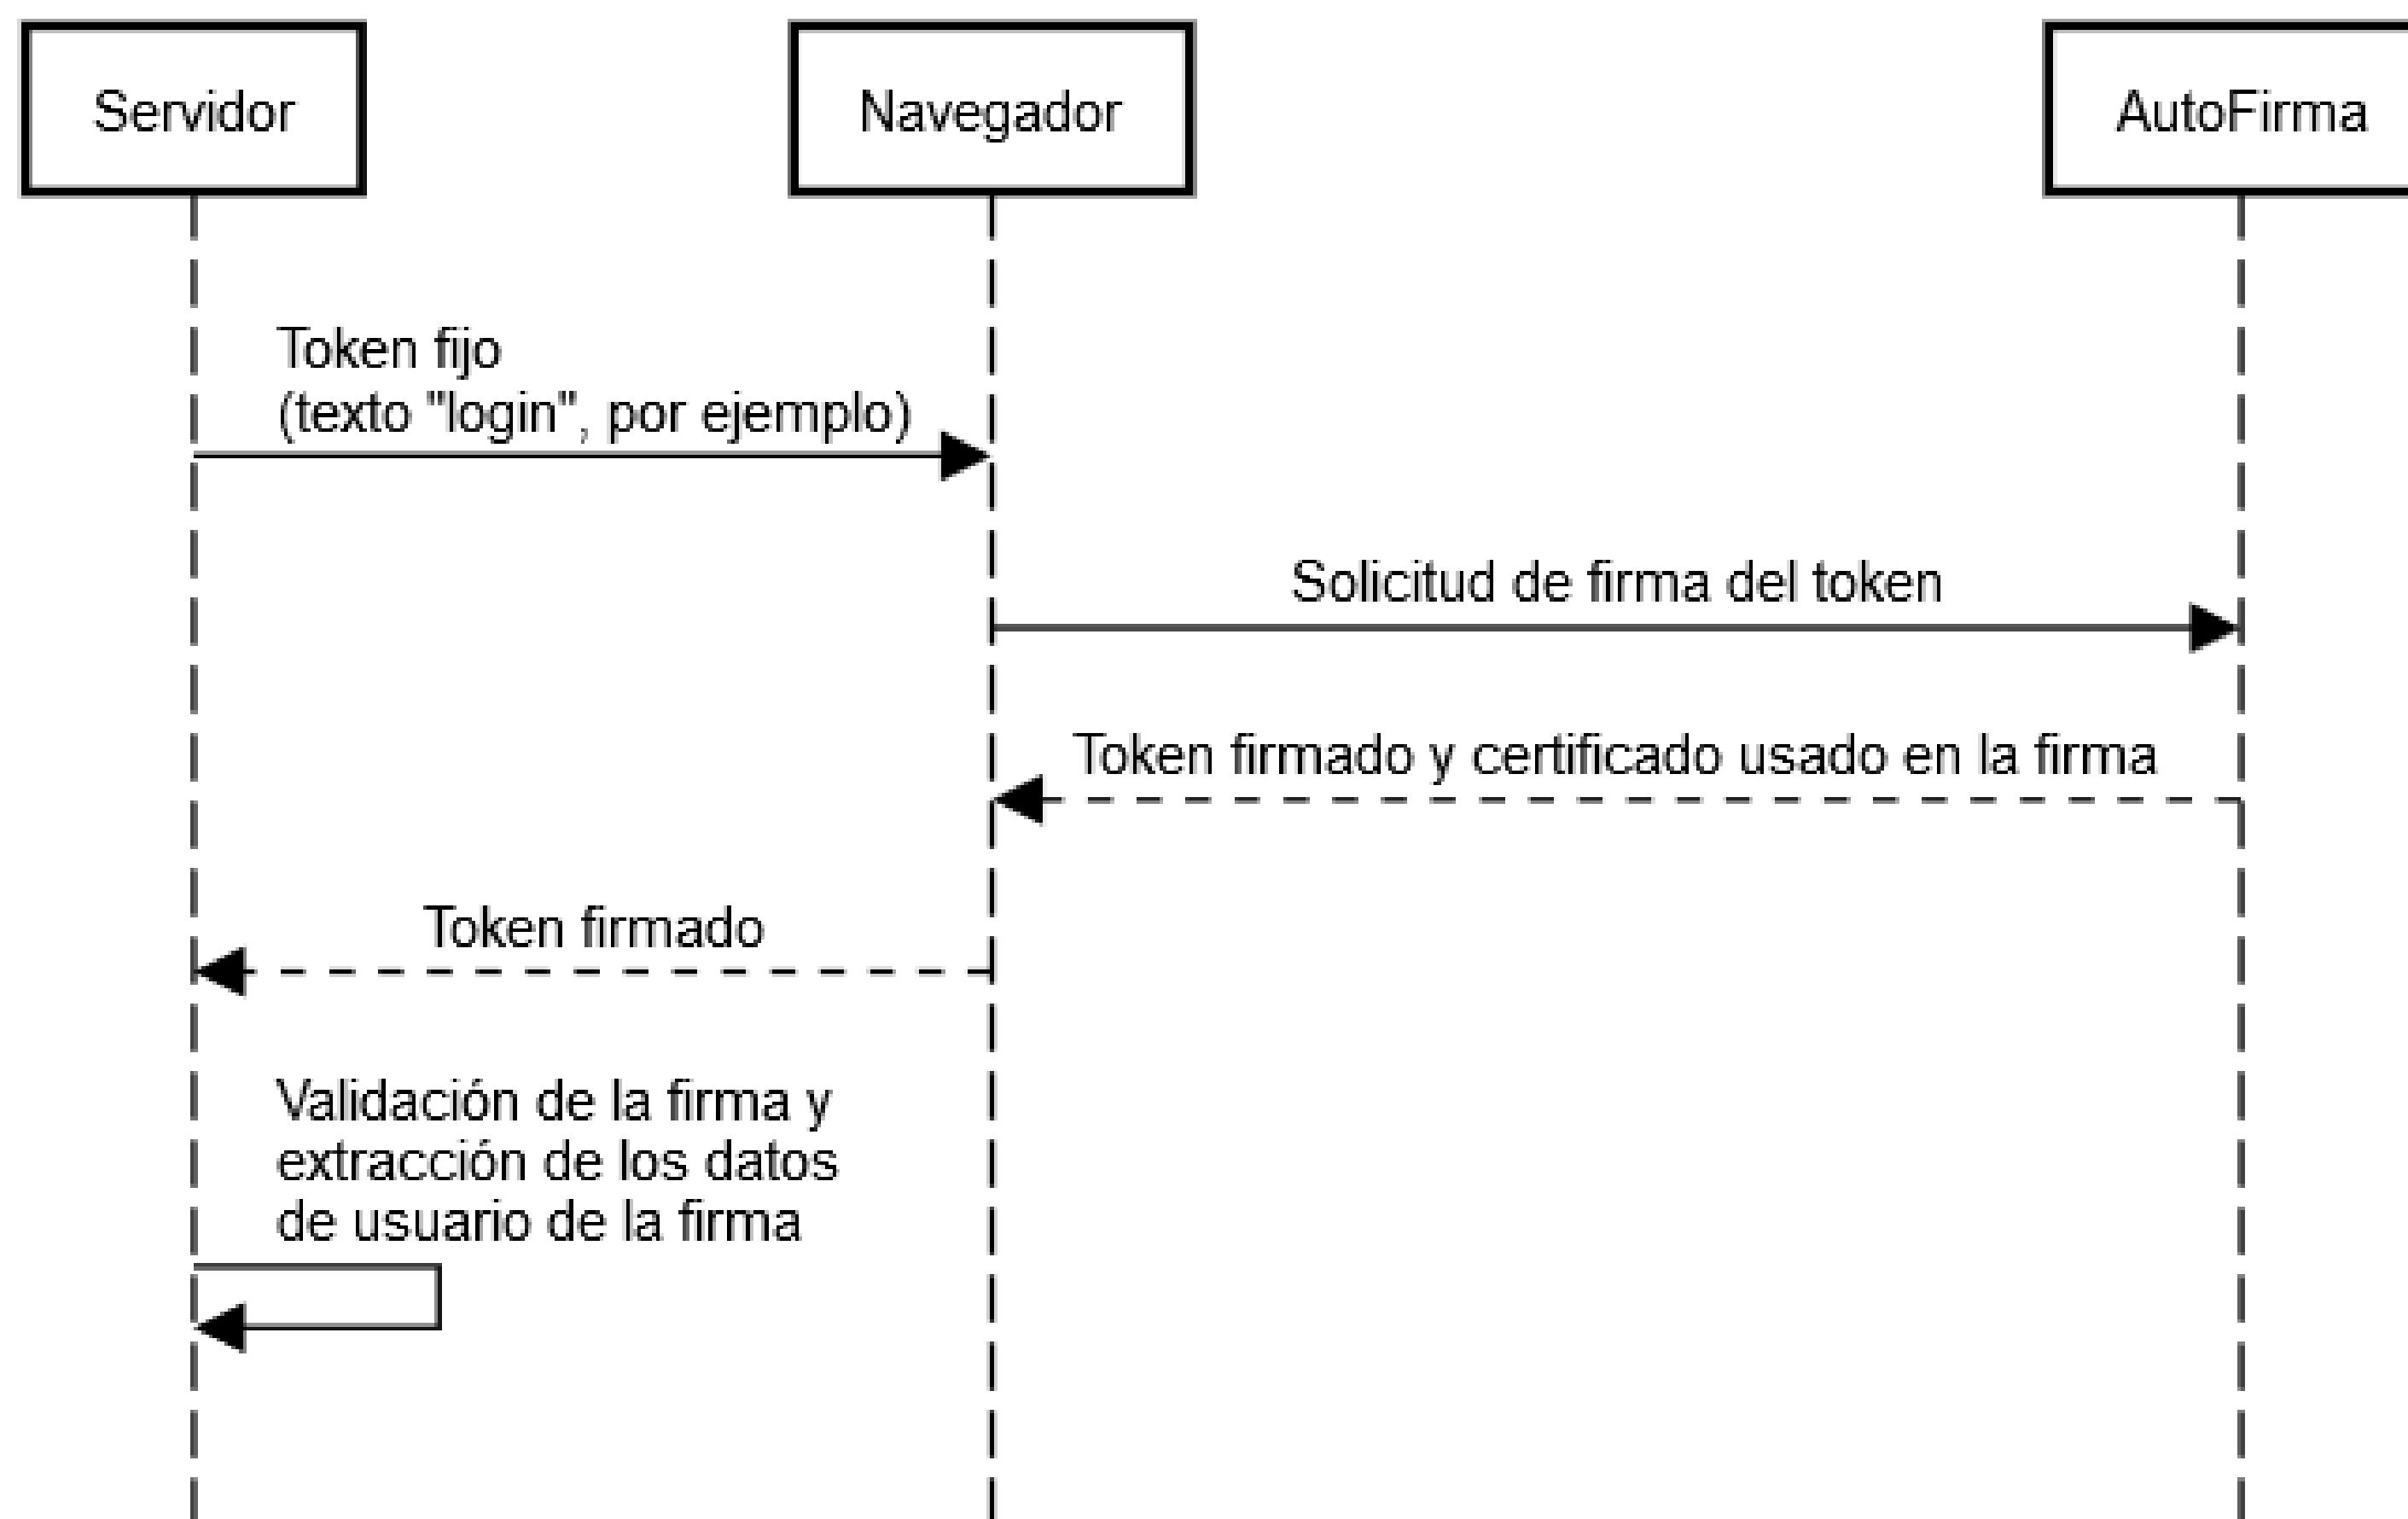 Servidor
Navegador
AutoFirma
Token fijo
(texto "login", por ejemplo)
Solicitud de firma del token
Token firmado y certificado usado en la firma
Token firmado
Validación de la firma y
extracción de los datos
de usuario de la firma